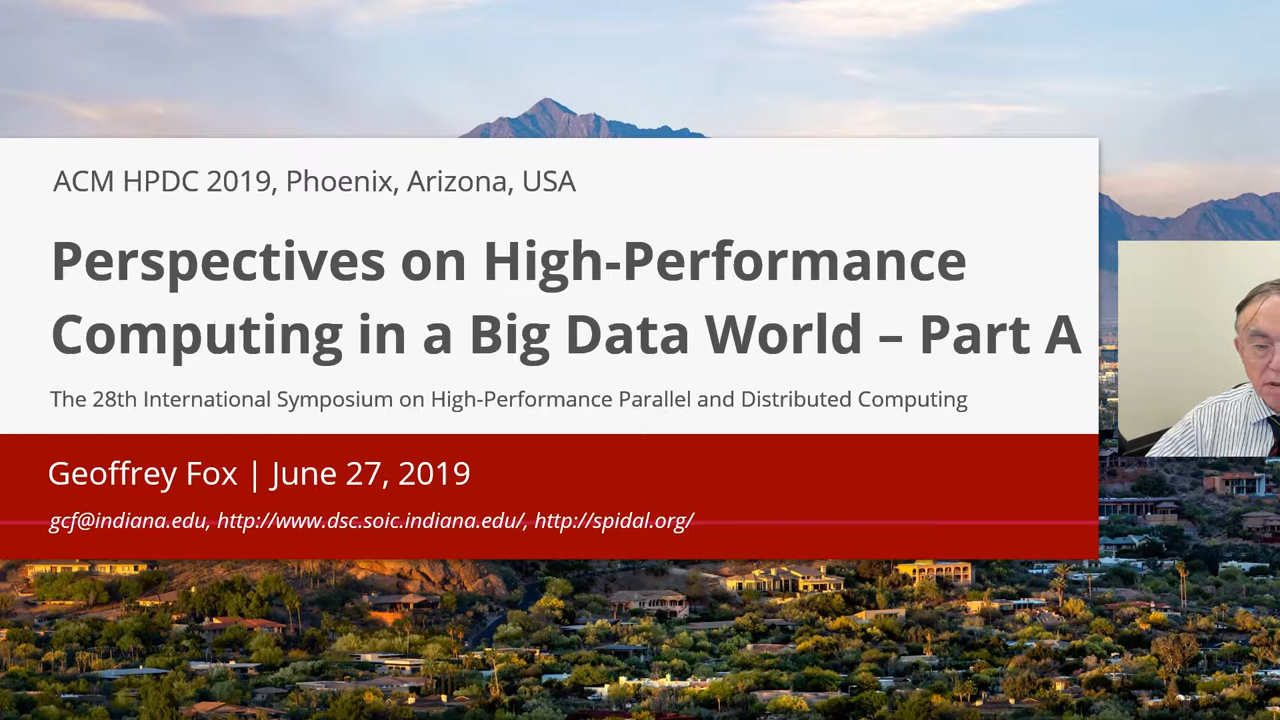 ACM HPDC 2019, Phoenix, Arizona, USA
Perspectives on High-Performance
Computing in a Big Data World – Part A
The 28th International Symposium on High-Performance Parallel and Distributed Computing
Geoffrey Fox | June 27, 2019
gcf@indiana.edu, http://www.dsc.soic.indiana.edu/, http://spidal.org/